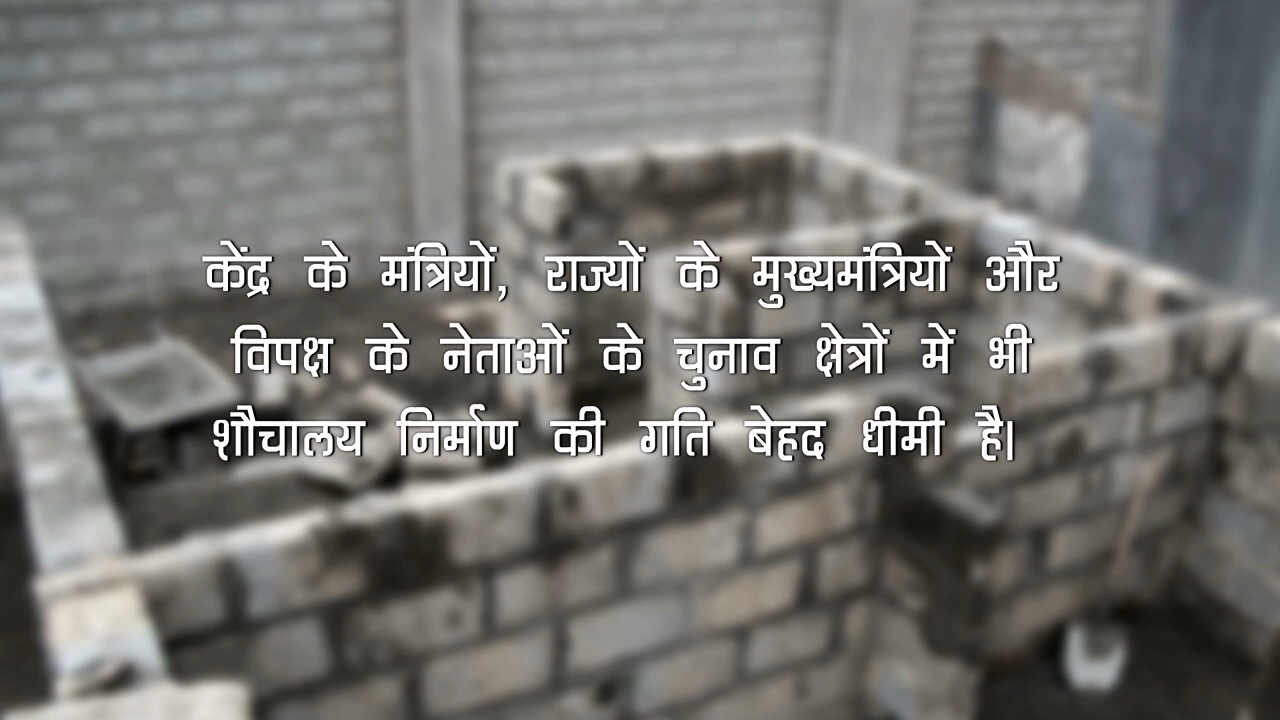 केंद्र के मंत्रियों, राज्यों के मुख्यमंत्रियों और
विपक्ष के नेताओं के चुनाव क्षेत्रों में भी
शौचालय निर्माण की गति बेहद धीमी है।